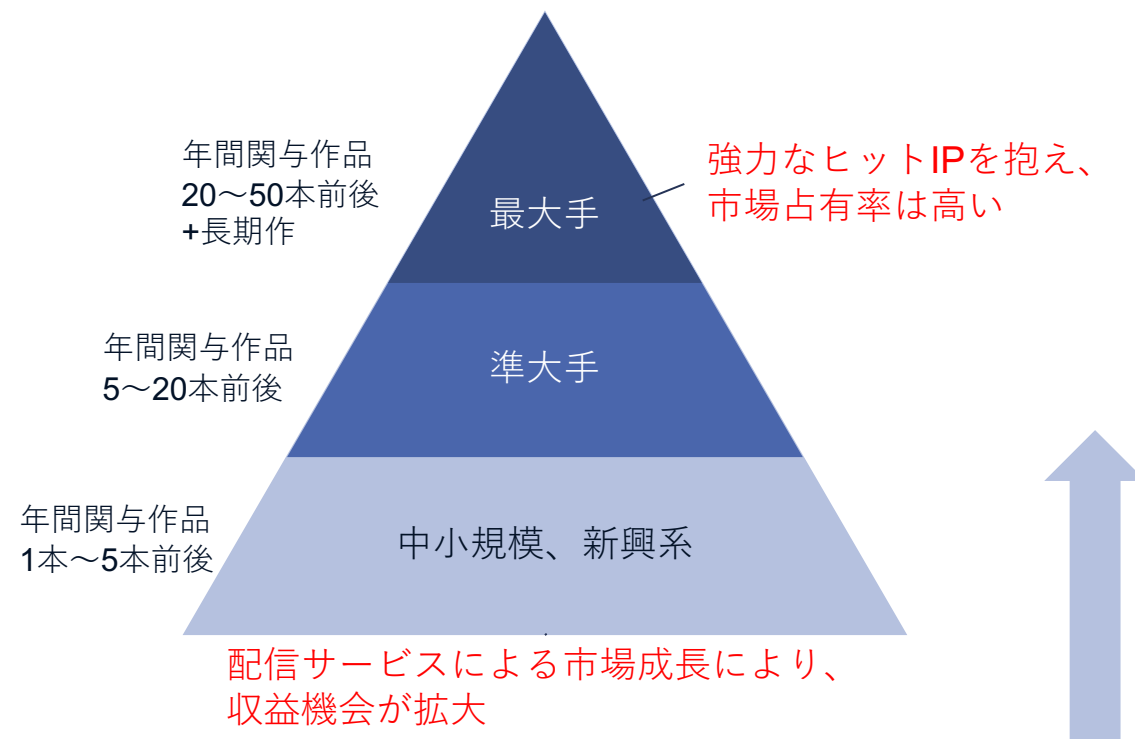 年間関与作品
20～50本前後
+長期作
最大手
強力なヒットIPを抱え、
市場占有率は高い
年間関与作品
5～20本前後
準大手
年間関与作品
1本～5本前後
中小規模、新興系
配信サービスによる市場成長により、
収益機会が拡大